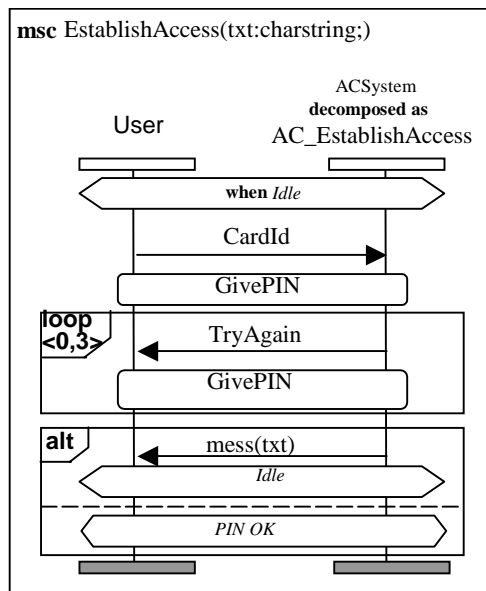 msc EstablishAccess(txt:charstring;)
ACSystem
decomposed as
User
AC_EstablishAccess
when Idle
CardId
GivePIN
loop
<0,3>
TryAgain
GivePIN
alt
mess(txt)
Idle
PIN OK